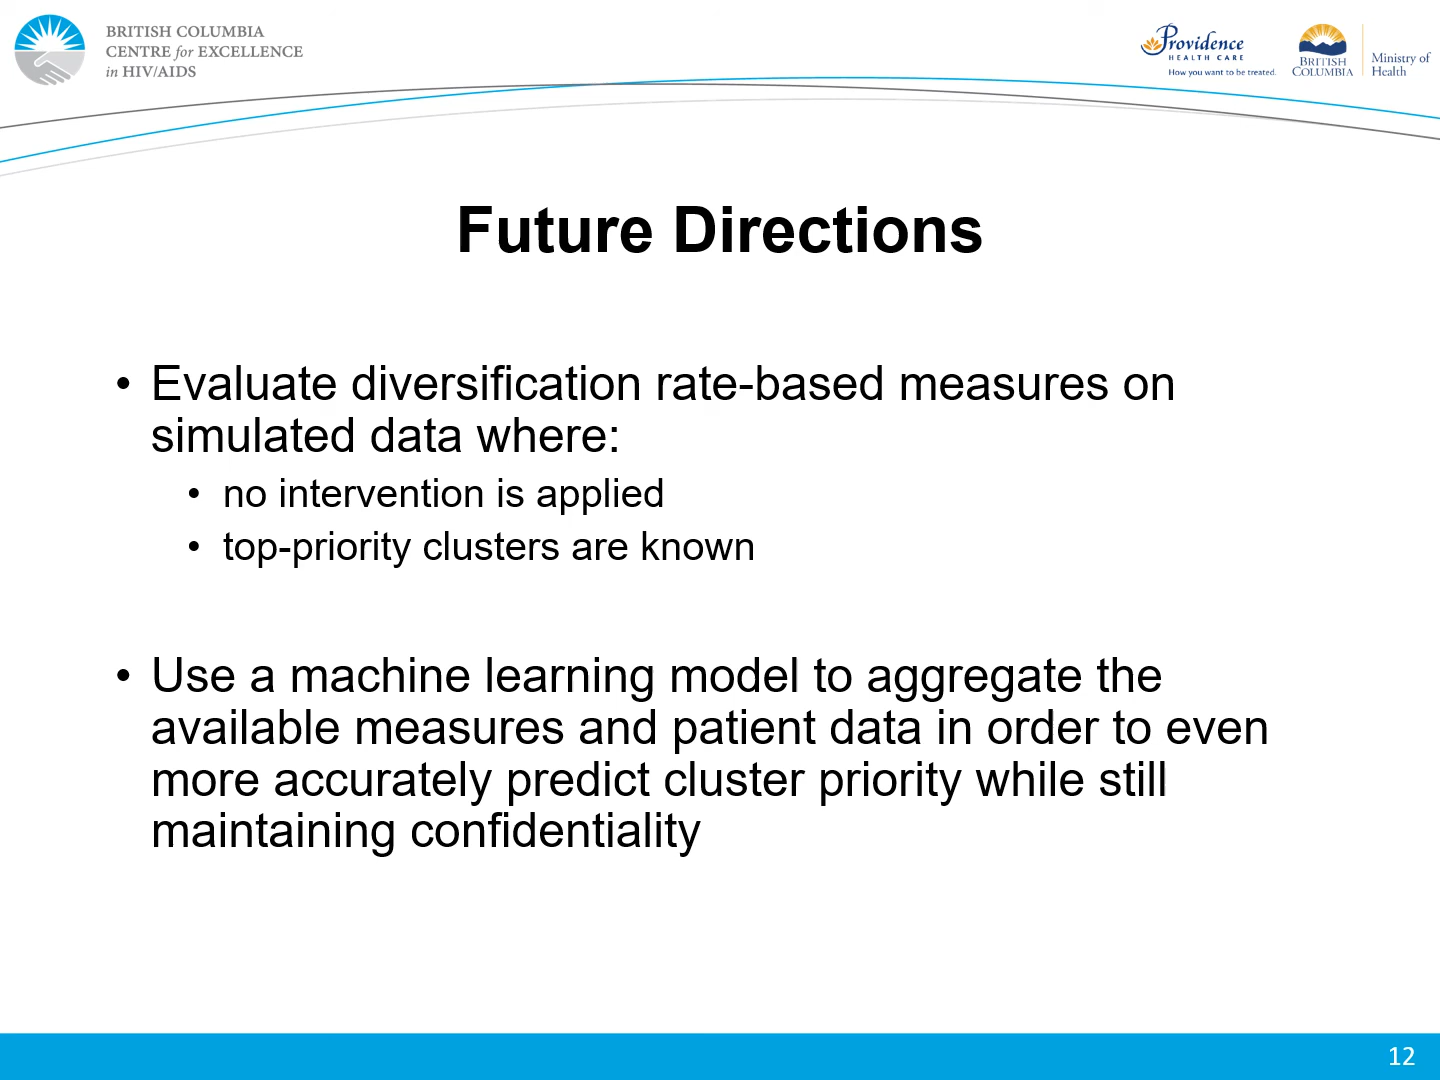 BRITISH COLUMBIA
CENTRE for EXCELLENCE
in HIV/AIDS
Providence
HEALTH CARE
How you want to be treated.
BRITISH
COLUMBIA
Ministry of
Health
Future Directions
• Evaluate diversification rate-based measures on
simulated data where:
• no intervention is applied
• top-priority clusters are known
• Use a machine learning model to aggregate the
available measures and patient data in order to even
more accurately predict cluster priority while still
maintaining confidentiality
12